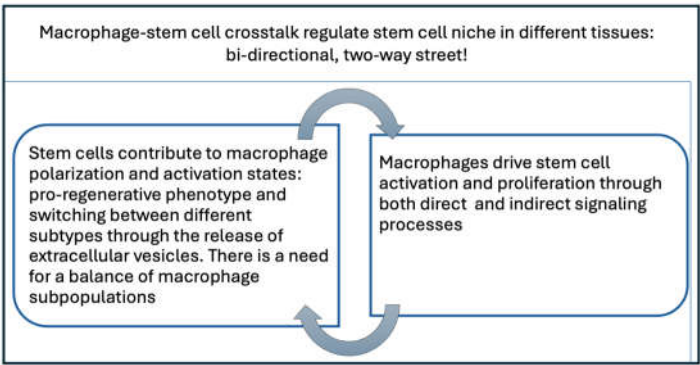 Macrophage-stem cell crosstalk regulate stem cell niche in different tissues:
bi-directional, two-way street!
Stem cells contribute to macrophage
polarization and activation states:
pro-regenerative phenotype and
switching between different
subtypes through the release of
extracellular vesicles. There is a need
for a balance of macrophage
subpopulations
Macrophages drive stem cell
activation and proliferation through
both direct and indirect signaling
processes